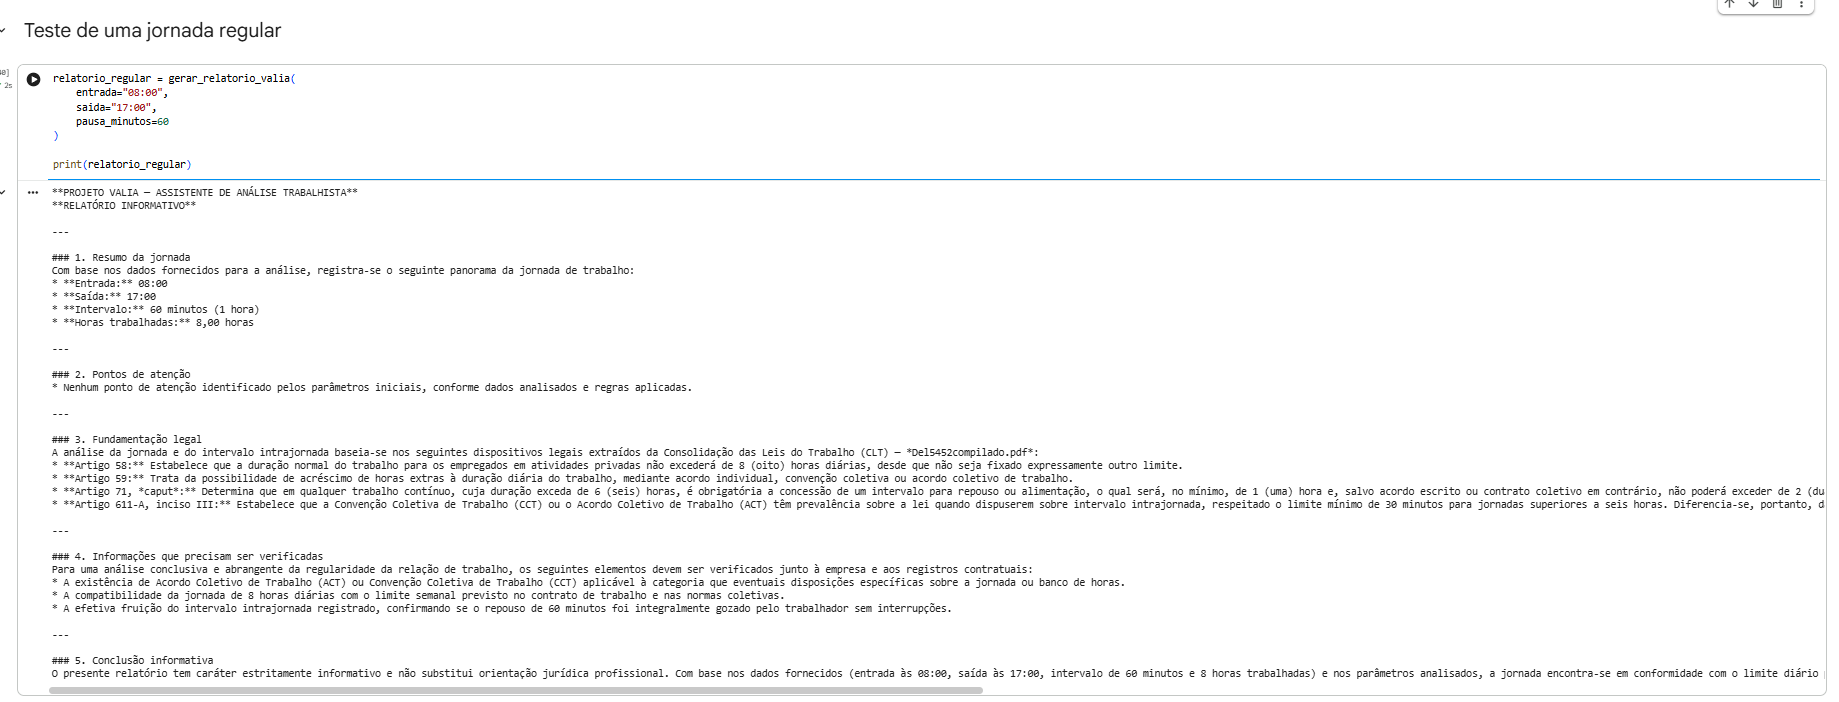 Teste de uma jornada regular
2s
relatorio_regular = gerar_relatorio_valia(
entrada="08:00",
saida="17:00",
pausa_minutos=60
)
print(relatorio_regular)
**PROJETO VALIA — ASSISTENTE DE ANÁLISE TRABALHISTA**
**RELATÓRIO INFORMATIVO**
---
### 1. Resumo da jornada
Com base nos dados fornecidos para a análise, registra-se o seguinte panorama da jornada de trabalho:
* **Entrada:** 08:00
* **Saída:** 17:00
* **Intervalo:** 60 minutos (1 hora)
* **Horas trabalhadas:** 8,00 horas
---
### 2. Pontos de atenção
* Nenhum ponto de atenção identificado pelos parâmetros iniciais, conforme dados analisados e regras aplicadas.
---
### 3. Fundamentação legal
A análise da jornada e do intervalo intrajornada baseia-se nos seguintes dispositivos legais extraídos da Consolidação das Leis do Trabalho (CLT) — *Del5452compilado.pdf*:
* **Artigo 58:** Estabelece que a duração normal do trabalho para os empregados em atividades privadas não excederá de 8 (oito) horas diárias, desde que não seja fixado expressamente outro limite.
* **Artigo 59:** Trata da possibilidade de acréscimo de horas extras à duração diária do trabalho, mediante acordo individual, convenção coletiva ou acordo coletivo de trabalho.
* **Artigo 71, *caput*:** Determina que em qualquer trabalho contínuo, cuja duração exceda de 6 (seis) horas, é obrigatória a concessão de um intervalo para repouso ou alimentação, o qual será, no mínimo, de 1 (uma) hora e, salvo acordo escrito ou contrato coletivo em contrário, não poderá exceder de 2 (du
* **Artigo 611-A, inciso III:** Estabelece que a Convenção Coletiva de Trabalho (CCT) ou o Acordo Coletivo de Trabalho (ACT) têm prevalência sobre a lei quando dispuserem sobre intervalo intrajornada, respeitado o limite mínimo de 30 minutos para jornadas superiores a seis horas. Diferencia-se, portanto, d
---
### 4. Informações que precisam ser verificadas
Para uma análise conclusiva e abrangente da regularidade da relação de trabalho, os seguintes elementos devem ser verificados junto à empresa e aos registros contratuais:
* A existência de Acordo Coletivo de Trabalho (ACT) ou Convenção Coletiva de Trabalho (CCT) aplicável à categoria que eventuais disposições específicas sobre a jornada ou banco de horas.
* A compatibilidade da jornada de 8 horas diárias com o limite semanal previsto no contrato de trabalho e nas normas coletivas.
* A efetiva fruição do intervalo intrajornada registrado, confirmando se o repouso de 60 minutos foi integralmente gozado pelo trabalhador sem interrupções.
---
### 5. Conclusão informativa
O presente relatório tem caráter estritamente informativo e não substitui orientação jurídica profissional. Com base nos dados fornecidos (entrada às 08:00, saída às 17:00, intervalo de 60 minutos e 8 horas trabalhadas) e nos parâmetros analisados, a jornada encontra-se em conformidade com o limite diário